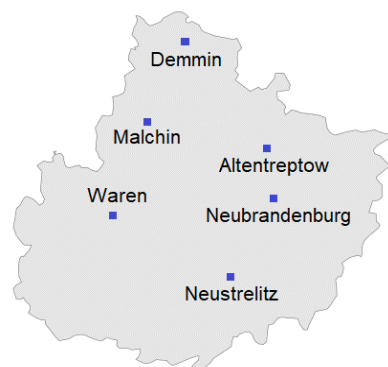 Demmin
Malchin
Altentreptow
Waren
Neubrandenburg
Neustrelitz